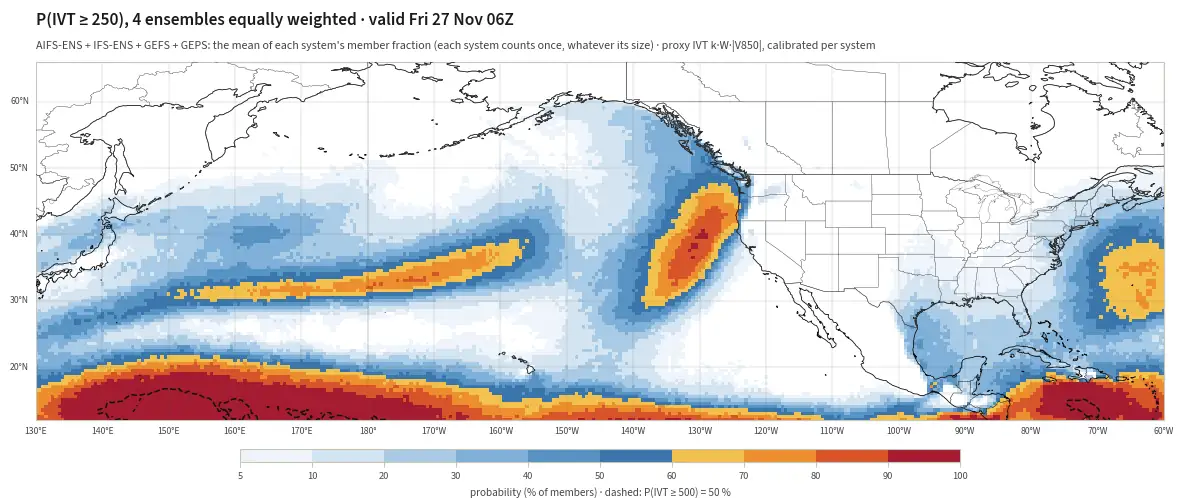 P(IVT ≥ 250), 4 ensembles equally weighted · valid Fri 27 Nov 06Z
AIFS-ENS + IFS-ENS + GEFS + GEPS: the mean of each system's member fraction (each system counts once, whatever its size) · proxy IVT k·W·|V850|, calibrated per system
60°N
50°N
40°N
30°N
20°N
130°E 140°E 150°E 160°E 170°E 180° 170°W 160°W 150°W 140°W 130°W 120°W 110°W 100°W 90°W 80°W 70°W 60°W
5 10 20 30 40 50 60 70 80 90 100
probability (% of members) · dashed: P(IVT ≥ 500) = 50 %